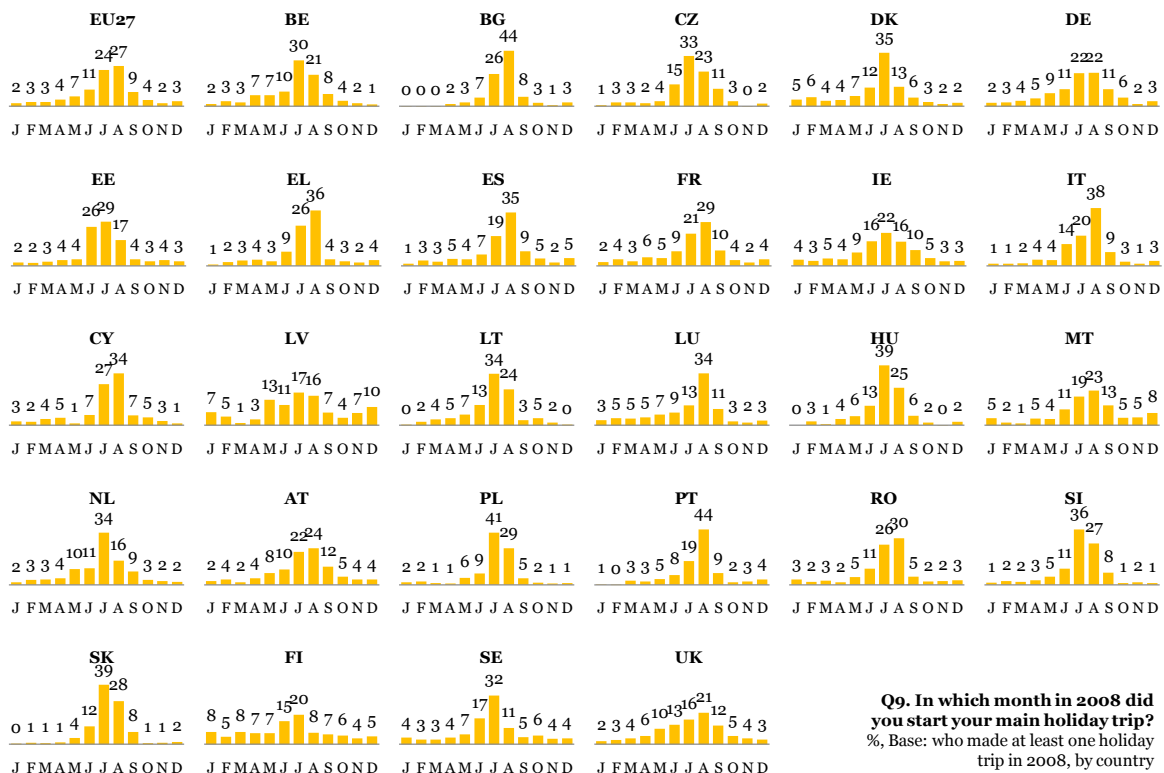 EU27
2 3 3 4 7 11 24 27 9 4 2 3
J F M A M J J A S O N D
BE
2 3 3 7 7 10 30 21 8 4 2 1
J F M A M J J A S O N D
BG
0 0 0 2 3 7 26 44 8 3 1 3
J F M A M J J A S O N D
CZ
1 3 3 2 4 15 33 23 11 3 0 2
J F M A M J J A S O N D
DK
5 6 4 4 7 12 35 13 6 3 2 2
J F M A M J J A S O N D
DE
2 3 4 5 9 11 22 22 11 6 2 3
J F M A M J J A S O N D
EE
2 2 3 4 4 26 29 17 4 3 4 3
J F M A M J J A S O N D
EL
1 2 3 4 3 9 26 36 4 3 2 4
J F M A M J J A S O N D
ES
1 3 3 5 4 7 19 35 9 5 2 5
J F M A M J J A S O N D
FR
2 4 3 6 5 9 21 29 10 4 2 4
J F M A M J J A S O N D
IE
4 3 5 4 9 16 22 16 10 5 3 3
J F M A M J J A S O N D
IT
1 1 2 4 4 14 20 38 9 3 1 3
J F M A M J J A S O N D
CY
3 2 4 5 1 7 27 34 7 5 3 1
J F M A M J J A S O N D
LV
7 5 1 3 13 11 17 16 7 4 7 10
J F M A M J J A S O N D
LT
0 2 4 5 7 13 34 24 3 5 2 0
J F M A M J J A S O N D
LU
3 5 5 5 7 9 13 34 11 3 2 3
J F M A M J J A S O N D
HU
0 3 1 4 6 13 39 25 6 2 0 2
J F M A M J J A S O N D
MT
5 2 1 5 4 11 19 23 13 5 5 8
J F M A M J J A S O N D
NL
2 3 3 4 10 11 34 16 9 3 2 2
J F M A M J J A S O N D
AT
2 4 2 4 8 10 22 24 12 5 4 4
J F M A M J J A S O N D
PL
2 2 1 1 6 9 41 29 5 2 1 1
J F M A M J J A S O N D
PT
1 0 3 3 5 8 19 44 9 2 3 4
J F M A M J J A S O N D
RO
3 2 3 2 5 11 26 30 5 2 2 3
J F M A M J J A S O N D
SI
1 2 2 3 5 11 36 27 8 1 2 1
J F M A M J J A S O N D
SK
0 1 1 1 4 12 39 28 8 1 1 2
J F M A M J J A S O N D
FI
8 5 8 7 7 15 20 8 7 6 4 5
J F M A M J J A S O N D
SE
4 3 3 4 7 17 32 11 5 6 4 4
J F M A M J J A S O N D
UK
2 3 4 6 10 13 16 21 12 5 4 3
J F M A M J J A S O N D
Q9. In which month in 2008 did
you start your main holiday trip?
%, Base: who made at least one holiday
trip in 2008, by country